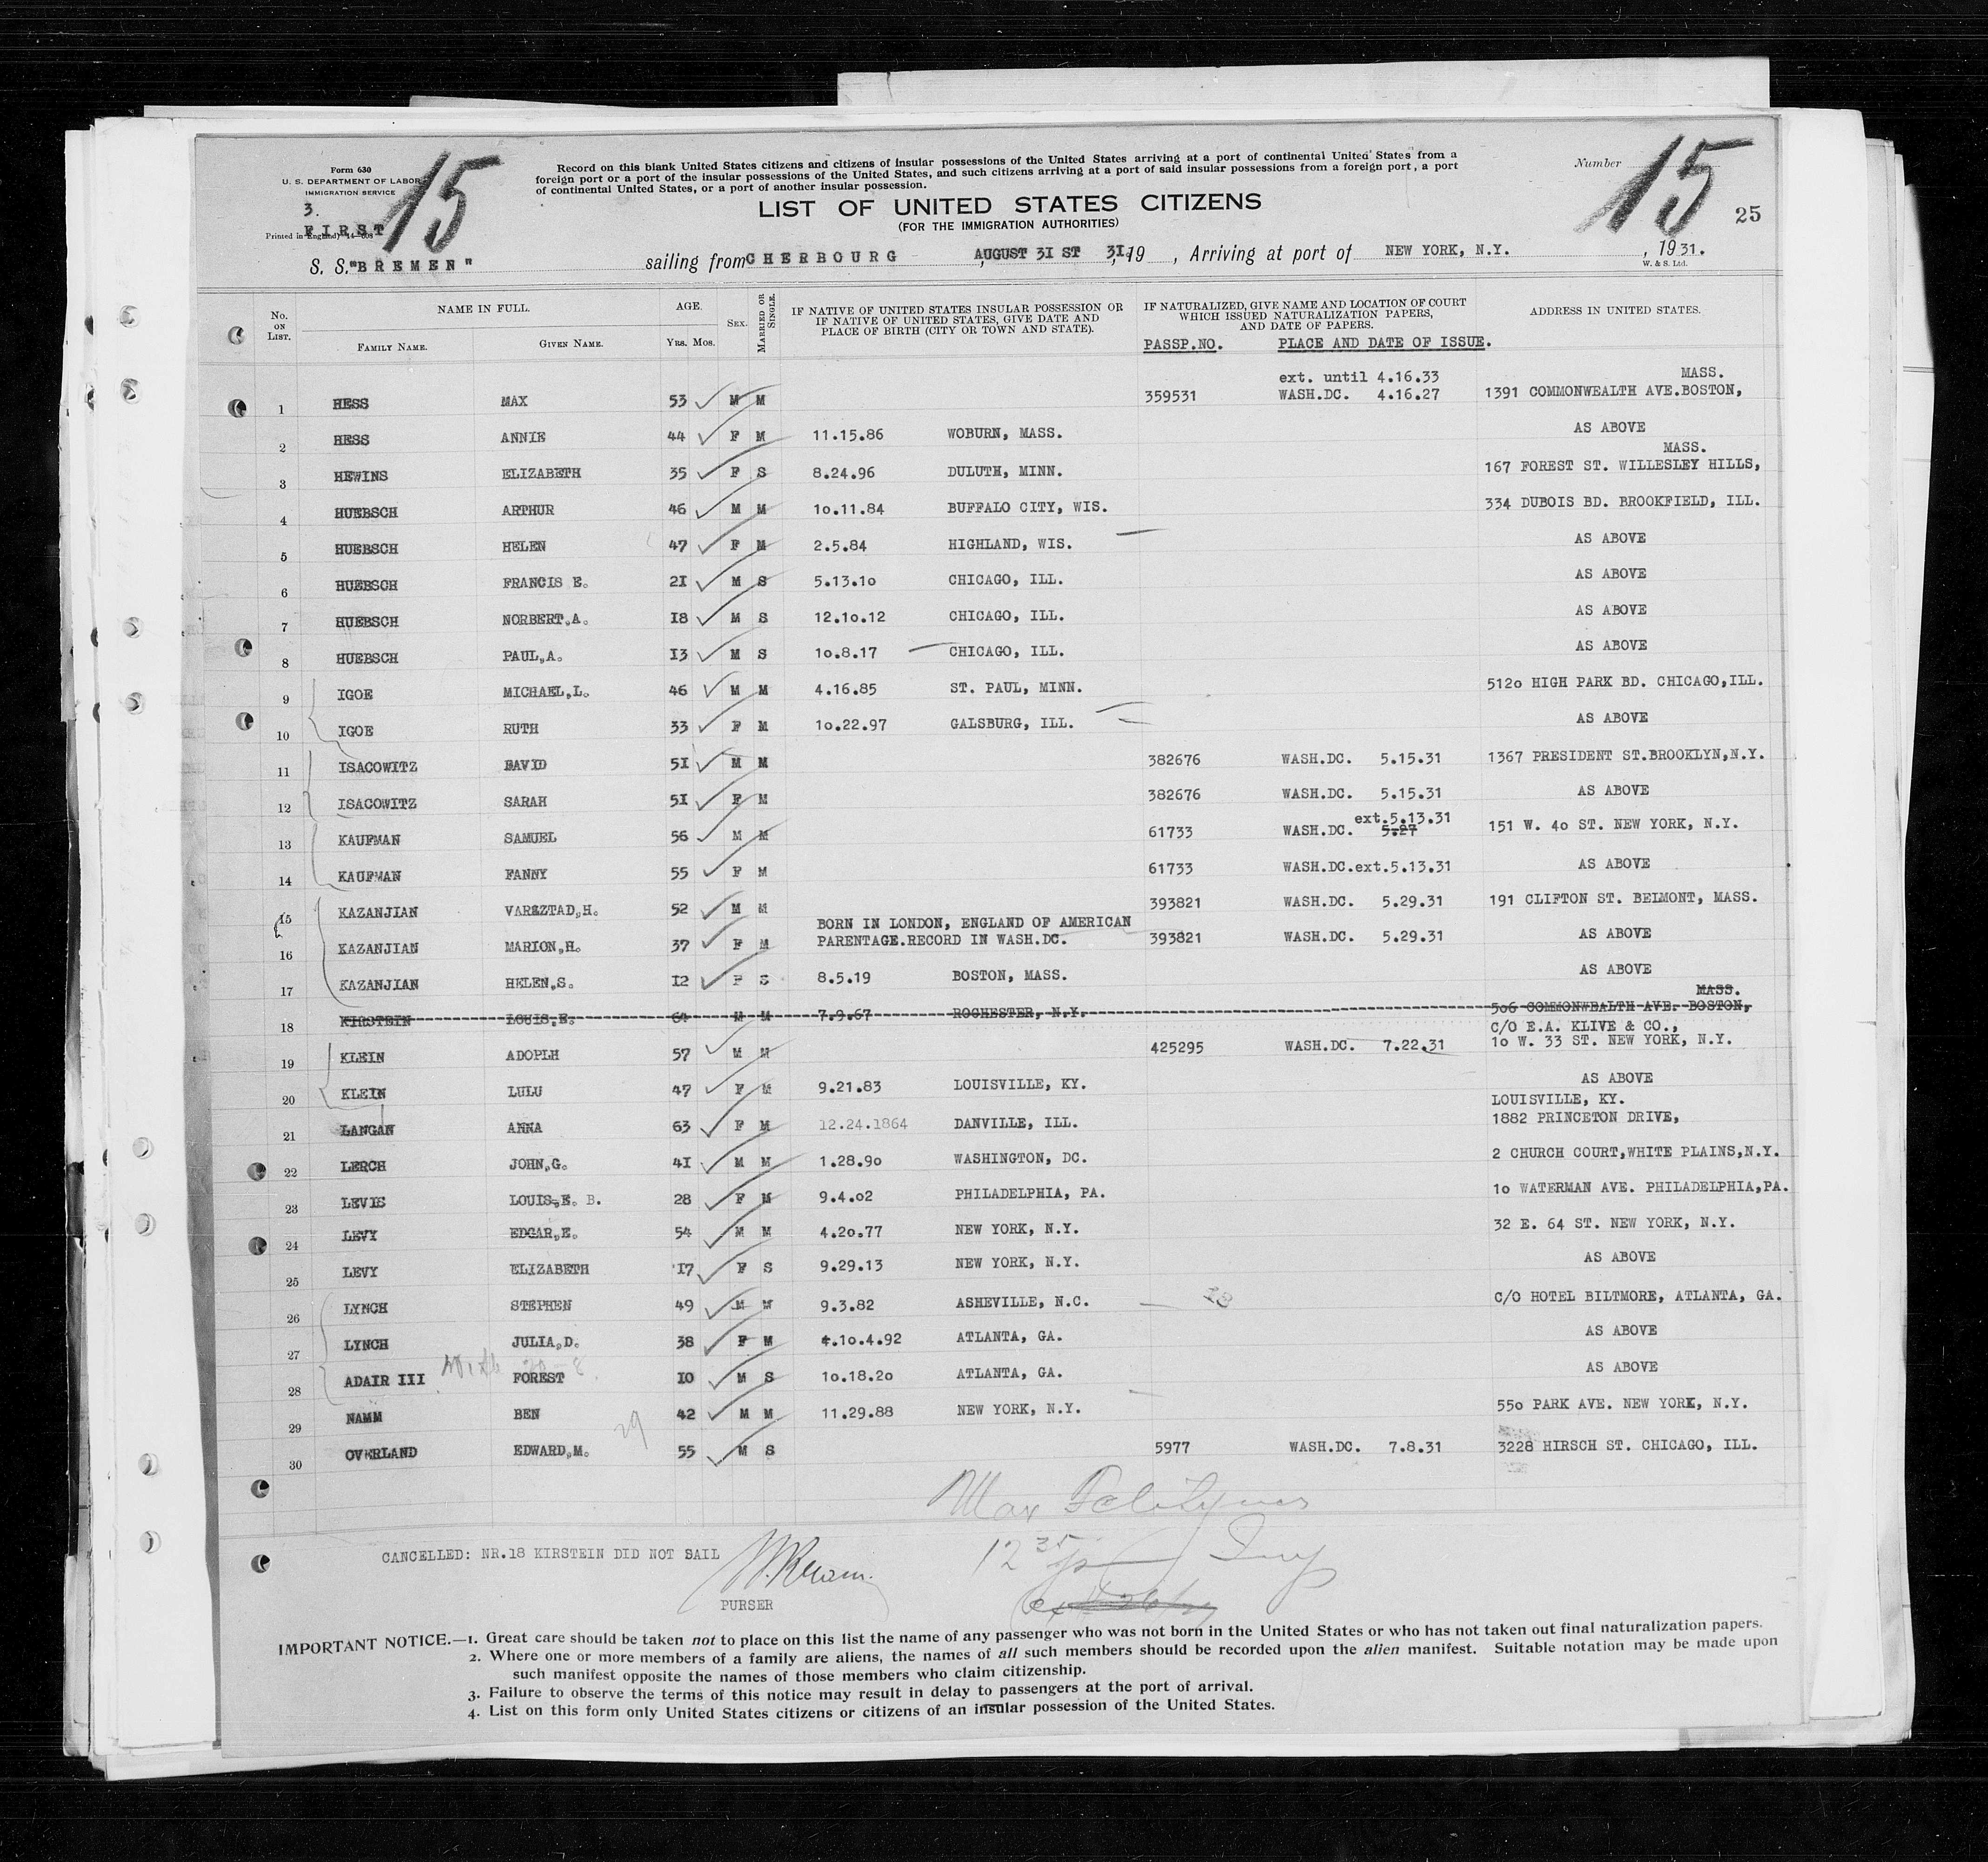 Form 630
U. S. DEPARTMENT OF LABOR
IMMIGRATION SERVICE
3.
FIRST
Printed in England
15
Record on this blank United States citizens and citizens of insular possessions of the United States arriving at a port of continental United States from a
foreign port or a port of the insular possessions of the United States, and such citizens arriving at a port of said insular possessions from a foreign port, a port
of continental United States, or a port of another insular possession.
LIST OF UNITED STATES CITIZENS
(FOR THE IMMIGRATION AUTHORITIES)
Number 15
25
S. S. "BREMEN" sailing from CHERBOURG AUGUST 31 ST 31, 19 , Arriving at port of NEW YORK, N.Y. , 1931.
W. & S. Ltd.
No. ON LIST. NAME IN FULL. FAMILY NAME. GIVEN NAME. AGE. YRS. MOS. SEX. MARRIED OR SINGLE. IF NATIVE OF UNITED STATES INSULAR POSSESSION OR IF NATIVE OF UNITED STATES, GIVE DATE AND PLACE OF BIRTH (CITY OR TOWN AND STATE). IF NATURALIZED, GIVE NAME AND LOCATION OF COURT WHICH ISSUED NATURALIZATION PAPERS, AND DATE OF PAPERS. ADDRESS IN UNITED STATES.
PASSP.NO. PLACE AND DATE OF ISSUE.
ext. until 4.16.33 MASS.
1 HESS MAX 53 M M 359531 WASH.DC. 4.16.27 1391 COMMONWEALTH AVE.BOSTON,
2 HESS ANNIE 44 F M 11.15.86 WOBURN, MASS. AS ABOVE
MASS.
3 HEWINS ELIZABETH 35 F S 8.24.96 DULUTH, MINN. 167 FOREST ST. WILLESLEY HILLS,
4 HUEBSCH ARTHUR 46 M M 10.11.84 BUFFALO CITY, WIS. 334 DUBOIS BD. BROOKFIELD, ILL.
5 HUEBSCH HELEN 47 F M 2.5.84 HIGHLAND, WIS. AS ABOVE
6 HUEBSCH FRANCIS E. 21 M S 5.13.10 CHICAGO, ILL. AS ABOVE
7 HUEBSCH NORBERT,A. 18 M S 12.10.12 CHICAGO, ILL. AS ABOVE
8 HUEBSCH PAUL,A. 13 M S 10.8.17 CHICAGO, ILL. AS ABOVE
9 IGOE MICHAEL,L. 46 M M 4.16.85 ST. PAUL, MINN. 5120 HIGH PARK BD. CHICAGO,ILL.
10 IGOE RUTH 33 F M 10.22.97 GALSBURG, ILL. AS ABOVE
11 ISACOWITZ DAVID 51 M M 382676 WASH.DC. 5.15.31 1367 PRESIDENT ST.BROOKLYN,N.Y.
12 ISACOWITZ SARAH 51 F M 382676 WASH.DC. 5.15.31 AS ABOVE
ext.5.13.31
13 KAUFMAN SAMUEL 56 M M 61733 WASH.DC. 5.27 151 W. 40 ST. NEW YORK, N.Y.
14 KAUFMAN FANNY 55 F M 61733 WASH.DC.ext.5.13.31 AS ABOVE
15 KAZANJIAN VARSZTAD,H. 52 M M 393821 WASH.DC. 5.29.31 191 CLIFTON ST. BELMONT, MASS.
BORN IN LONDON, ENGLAND OF AMERICAN
16 KAZANJIAN MARION,H. 37 F M PARENTAGE.RECORD IN WASH.DC. 393821 WASH.DC. 5.29.31 AS ABOVE
17 KAZANJIAN HELEN,S. 12 F S 8.5.19 BOSTON, MASS. AS ABOVE
MASS.
18 KIRSTEIN LOUIS,E. 64 M M 7.9.67 ROCHESTER, N.Y. 506 COMMONWEALTH AVE. BOSTON,
C/O E.A. KLIVE & CO.,
19 KLEIN ADOPLH 57 M M 425295 WASH.DC. 7.22.31 10 W. 33 ST. NEW YORK, N.Y.
20 KLEIN LULU 47 F M 9.21.83 LOUISVILLE, KY. AS ABOVE
LOUISVILLE, KY.
21 LANGAN ANNA 63 F M 12.24.1864 DANVILLE, ILL. 1882 PRINCETON DRIVE,
22 LERCH JOHN,G. 41 M M 1.28.90 WASHINGTON, DC. 2 CHURCH COURT,WHITE PLAINS,N.Y.
23 LEVIS LOUIS,E. B. 28 F M 9.4.02 PHILADELPHIA, PA. 10 WATERMAN AVE. PHILADELPHIA,PA.
24 LEVY EDGAR,E. 54 M M 4.20.77 NEW YORK, N.Y. 32 E. 64 ST. NEW YORK, N.Y.
25 LEVY ELIZABETH 17 F S 9.29.13 NEW YORK, N.Y. AS ABOVE
26 LYNCH STEPHEN 49 M M 9.3.82 ASHEVILLE, N.C. C/O HOTEL BILTMORE, ATLANTA, GA.
27 LYNCH JULIA,D. 38 F M 4.10.4.92 ATLANTA, GA. AS ABOVE
28 ADAIR III FOREST 10 M S 10.18.20 ATLANTA, GA. AS ABOVE
29 NAMM BEN 42 M M 11.29.88 NEW YORK, N.Y. 550 PARK AVE. NEW YORK, N.Y.
29
30 OVERLAND EDWARD,M. 55 M S 5977 WASH.DC. 7.8.31 3228 HIRSCH ST. CHICAGO, ILL.
Max
CANCELLED: NR.18 KIRSTEIN DID NOT SAIL
12 35 Insp
PURSER
IMPORTANT NOTICE.—1. Great care should be taken not to place on this list the name of any passenger who was not born in the United States or who has not taken out final naturalization papers.
2. Where one or more members of a family are aliens, the names of all such members should be recorded upon the alien manifest. Suitable notation may be made upon
such manifest opposite the names of those members who claim citizenship.
3. Failure to observe the terms of this notice may result in delay to passengers at the port of arrival.
4. List on this form only United States citizens or citizens of an insular possession of the United States.